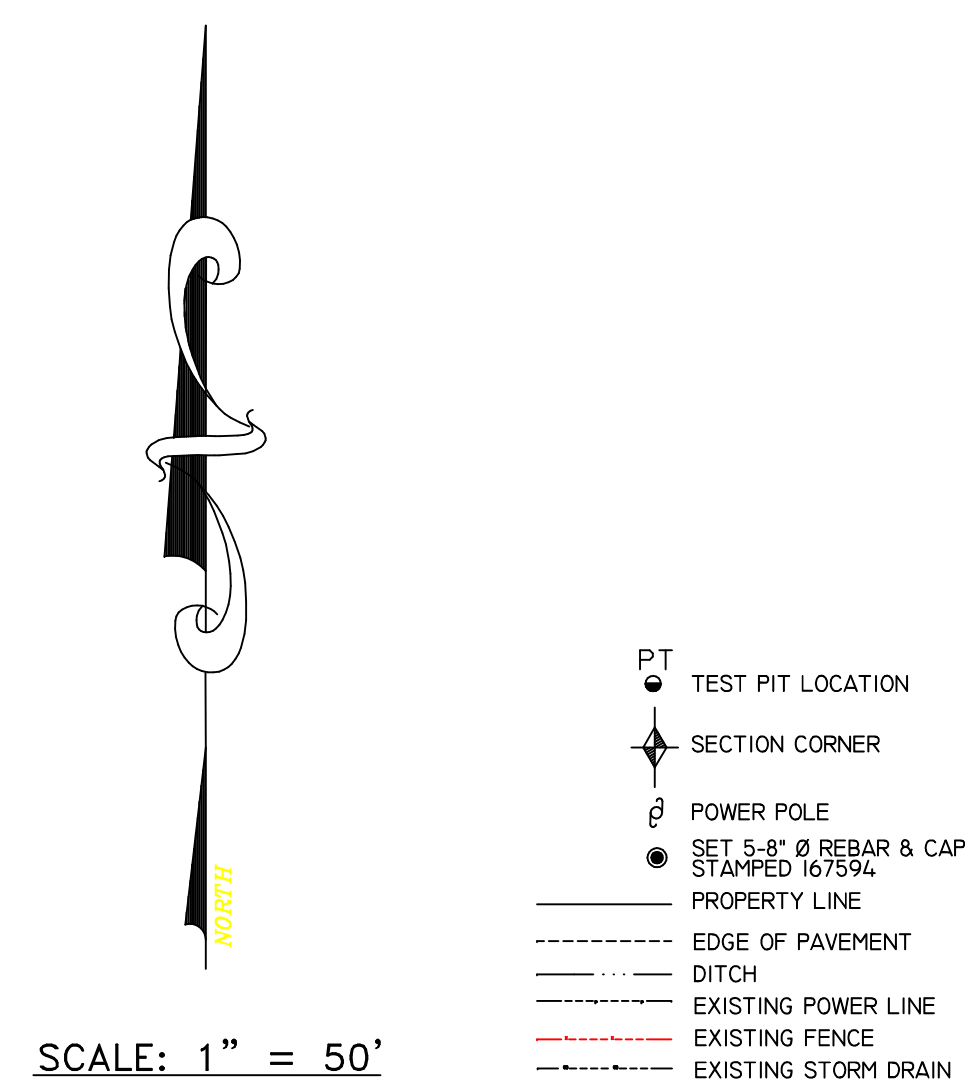 PT
TEST PIT LOCATION
SECTION CORNER
POWER POLE
SET 5-8" Ø REBAR & CAP
STAMPED 167594
PROPERTY LINE
NORTH
EDGE OF PAVEMENT
DITCH
EXISTING POWER LINE
EXISTING FENCE
EXISTING STORM DRAIN
SCALE: 1” = 50’